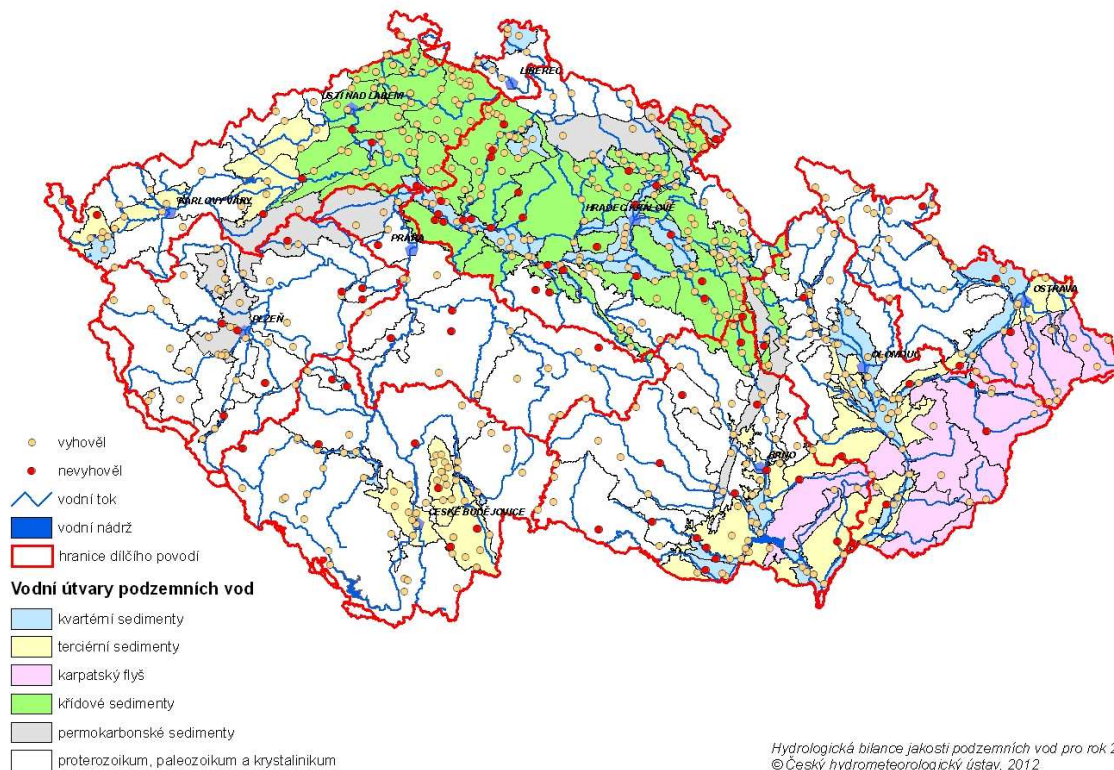 LIBEREC
ÚSTÍ NAD LABEM
KARLOVY VARY
HRADEC KRÁLOVÉ
PRAHA
OSTRAVA
PLZEŇ
OLOMOUC
BRNO
ČESKÉ BUDĚJOVICE
vyhověl
nevyhověl
vodní tok
vodní nádrž
hranice dílčího povodí
Vodní útvary podzemních vod
kvartérní sedimenty
terciérní sedimenty
karpatský flyš
křídové sedimenty
permokarbonské sedimenty
proterozoikum, paleozoikum a krystalinikum
Hydrologická bilance jakosti podzemních vod pro rok 2
© Český hydrometeorologický ústav, 2012